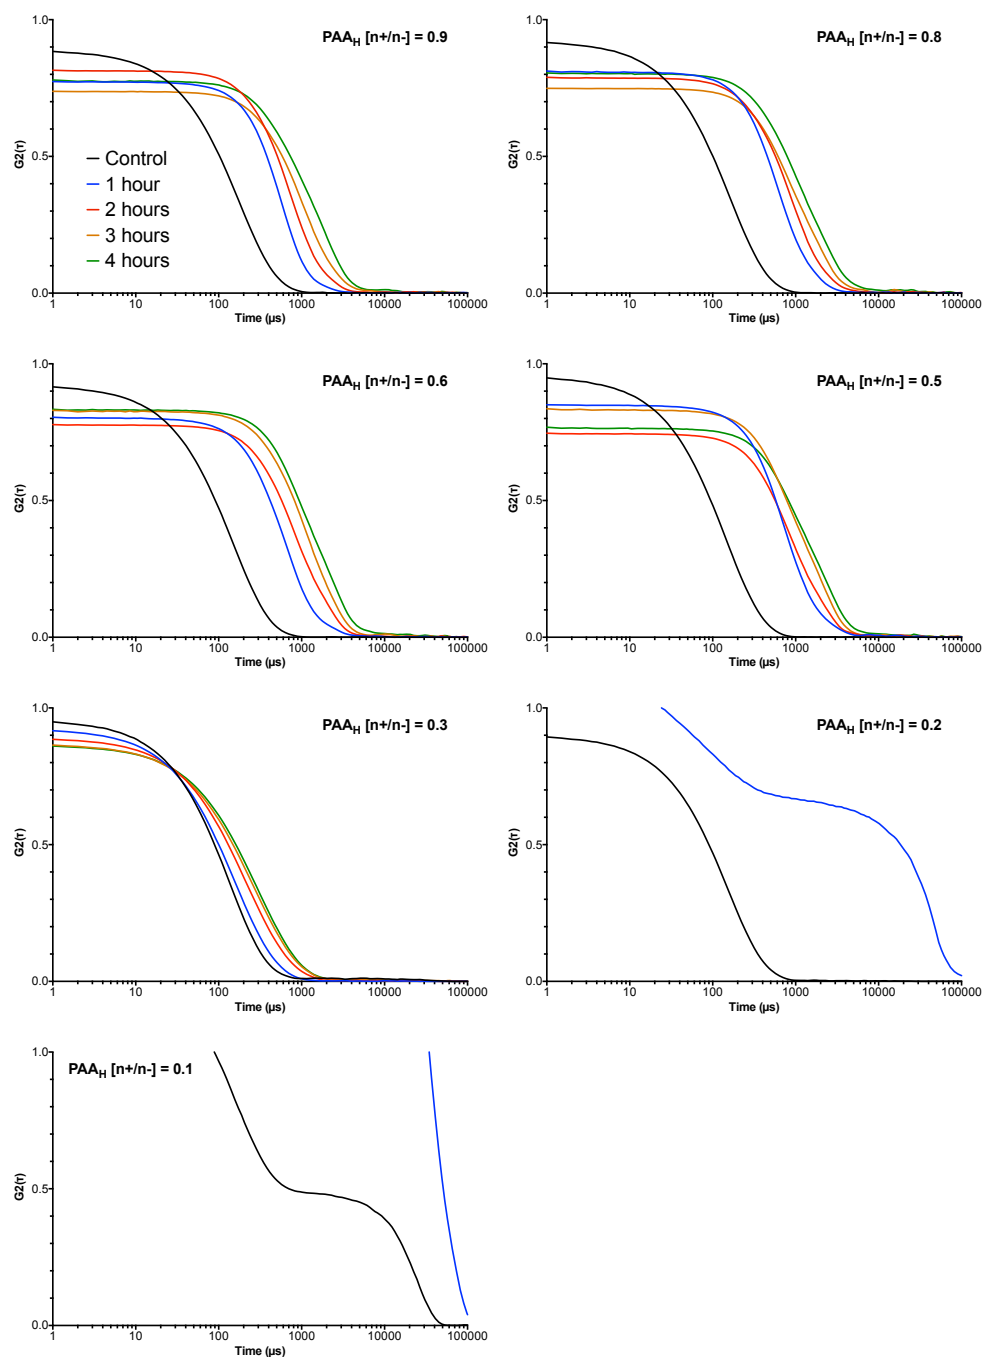 PAA_H [n+/n-] = 0.9
1.0
0.5
0.0
G2(τ)
Control
1 hour
2 hours
3 hours
4 hours
1 10 100 1000 10000 100000
Time (µs)
PAA_H [n+/n-] = 0.8
1.0
0.5
0.0
G2(τ)
1 10 100 1000 10000 100000
Time (µs)
PAA_H [n+/n-] = 0.6
1.0
0.5
0.0
G2(τ)
1 10 100 1000 10000 100000
Time (µs)
PAA_H [n+/n-] = 0.5
1.0
0.5
0.0
G2(τ)
1 10 100 1000 10000 100000
Time (µs)
PAA_H [n+/n-] = 0.3
1.0
0.5
0.0
G2(τ)
1 10 100 1000 10000 100000
Time (µs)
PAA_H [n+/n-] = 0.2
1.0
0.5
0.0
G2(τ)
1 10 100 1000 10000 100000
Time (µs)
PAA_H [n+/n-] = 0.1
1.0
0.5
0.0
G2(τ)
1 10 100 1000 10000 100000
Time (µs)